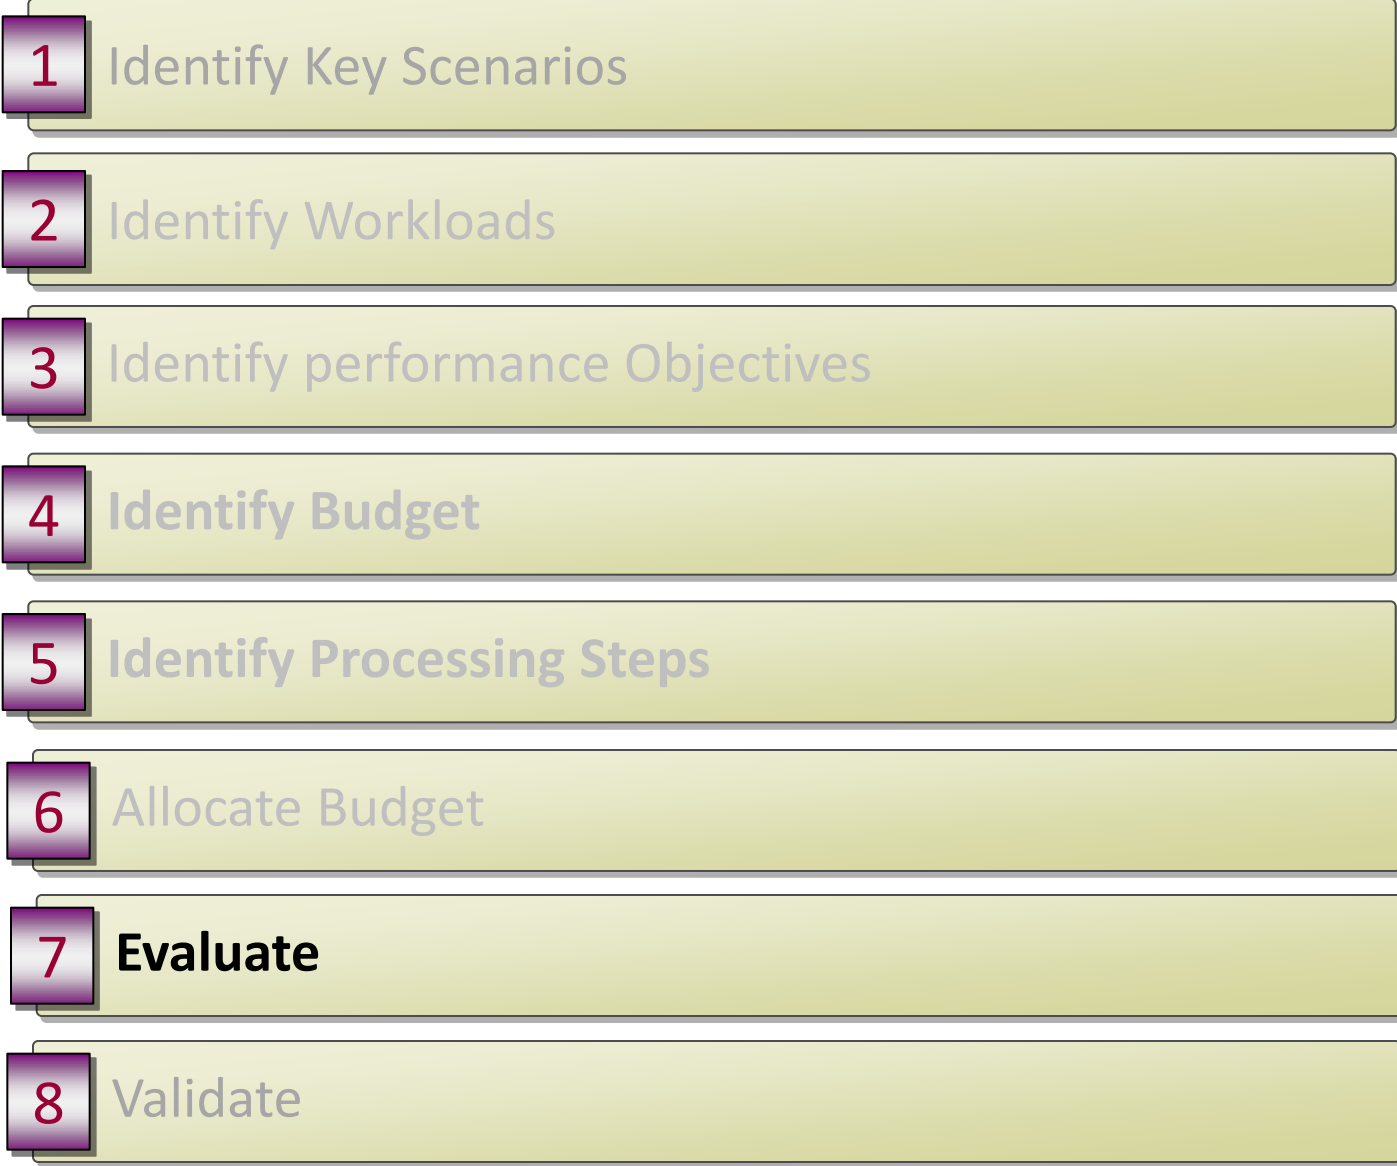 1 Identify Key Scenarios
2 Identify Workloads
3 Identify performance Objectives
4 Identify Budget
5 Identify Processing Steps
6 Allocate Budget
7 Evaluate
8 Validate